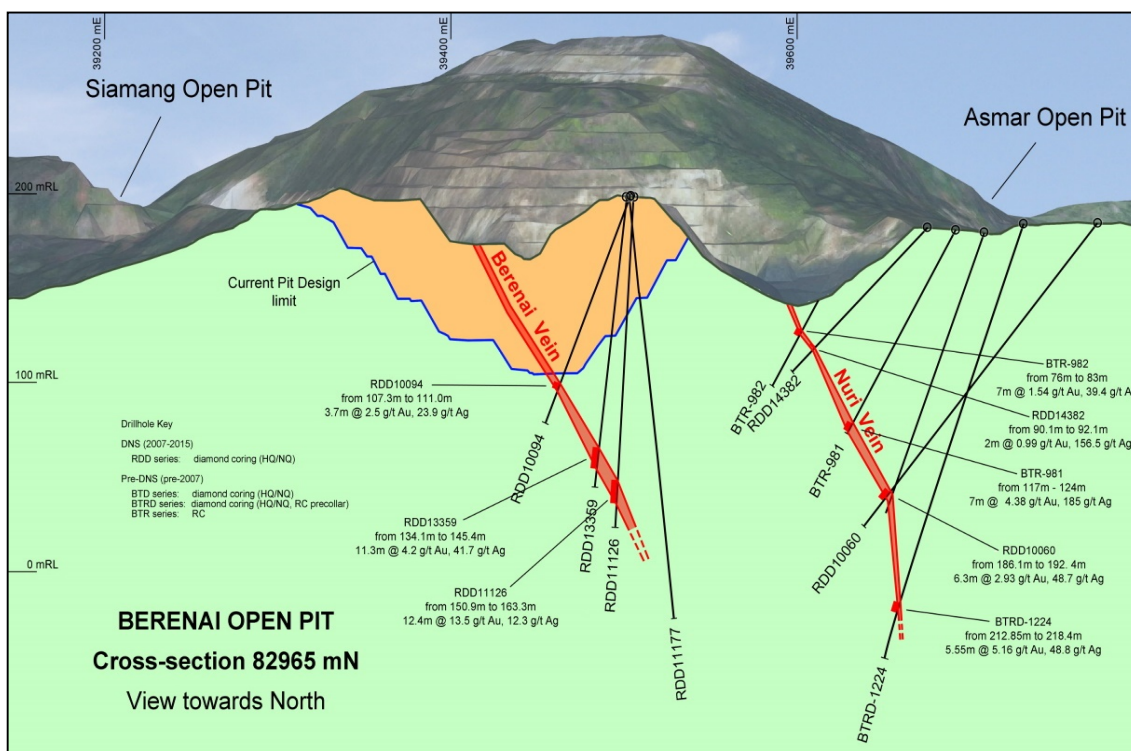 39200 mE
39400 mE
39600 mE
Siamang Open Pit
Asmar Open Pit
200 mRL
Current Pit Design
limit
Berenai Vein
100 mRL
RDD10094
from 107.3m to 111.0m
3.7m @ 2.5 g/t Au, 23.9 g/t Ag
BTR-982
RDD14382
Nuri Vein
BTR-982
from 76m to 83m
7m @ 1.54 g/t Au, 39.4 g/t Ag
RDD14382
from 90.1m to 92.1m
2m @ 0.99 g/t Au, 156.5 g/t Ag
Drillhole Key
DNS (2007-2015)
RDD series: diamond coring (HQ/NQ)
Pre-DNS (pre-2007)
BTD series: diamond coring (HQ/NQ)
BTRD series: diamond coring (HQ/NQ, RC precollar)
BTR series: RC
RDD10094
BTR-981
BTR-981
from 117m - 124m
7m @ 4.38 g/t Au, 185 g/t Ag
RDD13359
from 134.1m to 145.4m
11.3m @ 4.2 g/t Au, 41.7 g/t Ag
RDD13359
RDD11126
RDD10060
RDD10060
from 186.1m to 192. 4m
6.3m @ 2.93 g/t Au, 48.7 g/t Ag
0 mRL
RDD11126
from 150.9m to 163.3m
12.4m @ 13.5 g/t Au, 12.3 g/t Ag
RDD11177
BTRD-1224
from 212.85m to 218.4m
5.55m @ 5.16 g/t Au, 48.8 g/t Ag
BTRD-1224
BERENAI OPEN PIT
Cross-section 82965 mN
View towards North